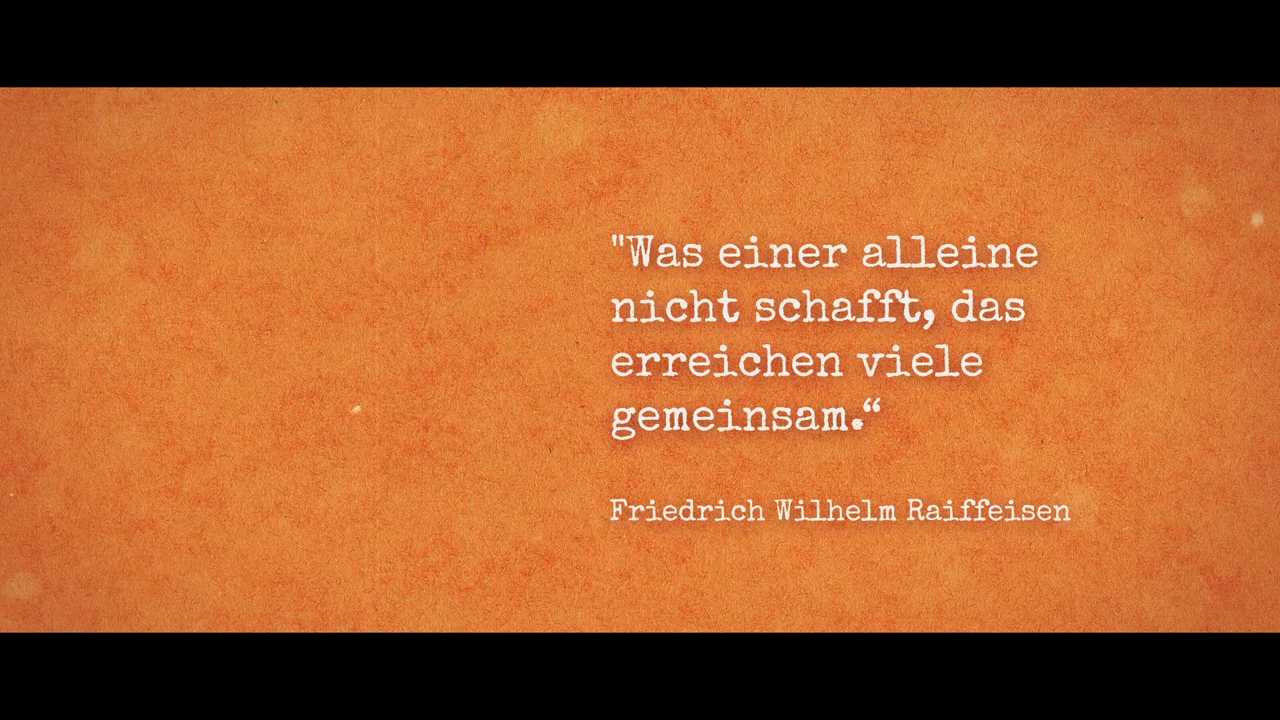 "Was einer alleine
nicht schafft, das
erreichen viele
gemeinsam.“
Friedrich Wilhelm Raiffeisen